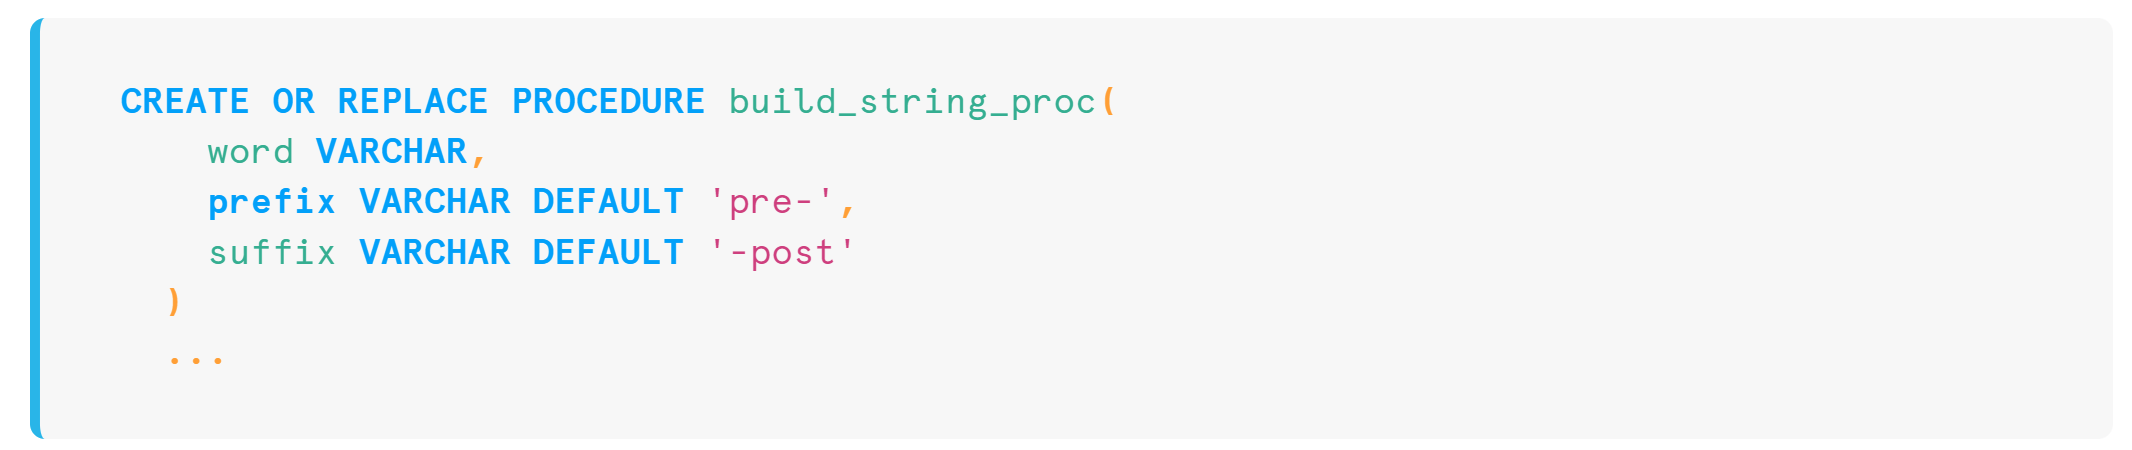 CREATE OR REPLACE PROCEDURE build_string_proc(
    word VARCHAR,
    prefix VARCHAR DEFAULT 'pre-',
    suffix VARCHAR DEFAULT '-post'
  )
  ...